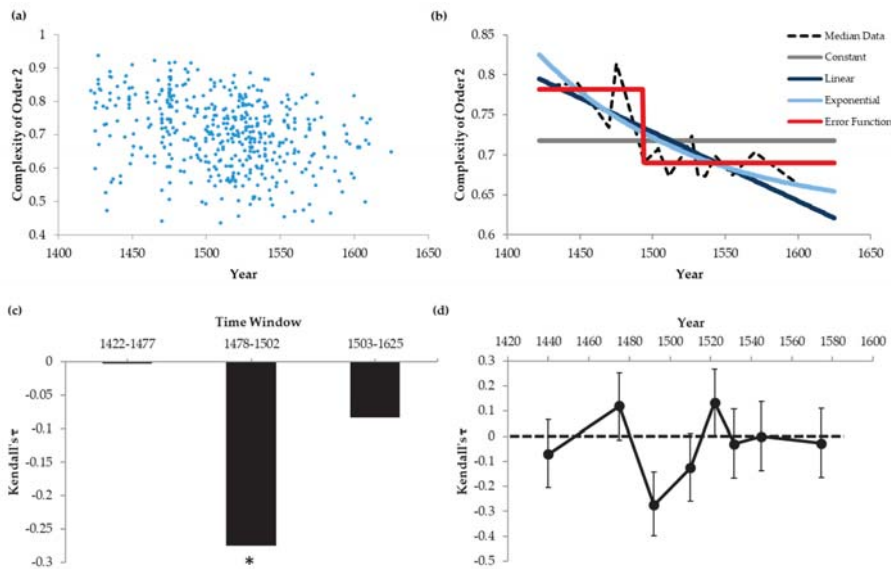 (a)
Complexity of Order 2
1
0.9
0.8
0.7
0.6
0.5
0.4
1400 1450 1500 1550 1600 1650
Year
(b)
Complexity of Order 2
0.85
0.8
0.75
0.7
0.65
0.6
1400 1450 1500 1550 1600 1650
Year
Median Data
Constant
Linear
Exponential
Error Function
(c)
Time Window
1422-1477 1478-1502 1503-1625
Kendall's τ
0
-0.05
-0.1
-0.15
-0.2
-0.25
-0.3
*
(d)
Year
1420 1440 1460 1480 1500 1520 1540 1560 1580 1600
Kendall's τ
0.3
0.2
0.1
0
-0.1
-0.2
-0.3
-0.4
-0.5